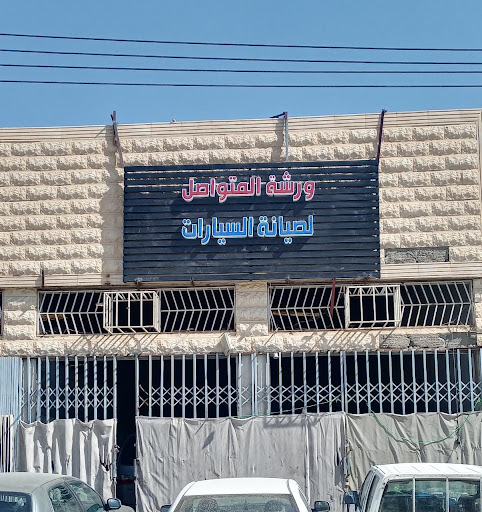 ورشة المتواصل
لصيانة السيارات